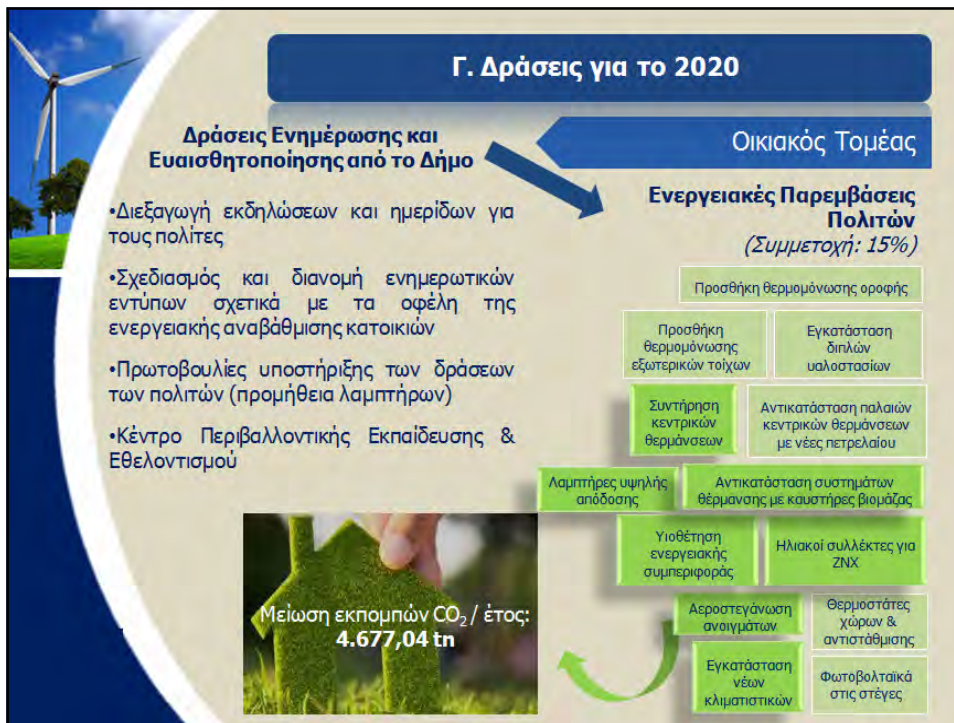 Γ. Δράσεις για το 2020
Οικιακός Τομέας
Δράσεις Ενημέρωσης και
Ευαισθητοποίησης από το Δήμο
•Διεξαγωγή εκδηλώσεων και ημερίδων για
τους πολίτες
•Σχεδιασμός και διανομή ενημερωτικών
εντύπων σχετικά με τα οφέλη της
ενεργειακής αναβάθμισης κατοικιών
•Πρωτοβουλίες υποστήριξης των δράσεων
των πολιτών (προμήθεια λαμπτήρων)
•Κέντρο Περιβαλλοντικής Εκπαίδευσης &
Εθελοντισμού
Ενεργειακές Παρεμβάσεις
Πολιτών
(Συμμετοχή: 15%)
Προσθήκη θερμομόνωσης οροφής
Προσθήκη
θερμομόνωσης
εξωτερικών τοίχων
Εγκατάσταση
διπλών
υαλοστασίων
Συντήρηση
κεντρικών
θερμάνσεων
Αντικατάσταση παλαιών
κεντρικών θερμάνσεων
με νέες πετρελαίου
Λαμπτήρες υψηλής
απόδοσης
Αντικατάσταση συστημάτων
θέρμανσης με καυστήρες βιομάζας
Υιοθέτηση
ενεργειακής
συμπεριφοράς
Ηλιακοί συλλέκτες για
ΖΝΧ
Αεροστεγάνωση
ανοιγμάτων
Θερμοστάτες
χώρων &
αντιστάθμισης
Εγκατάσταση
νέων
κλιματιστικών
Φωτοβολταϊκά
στις στέγες
Μείωση εκπομπών CO₂ / έτος:
4.677,04 tn